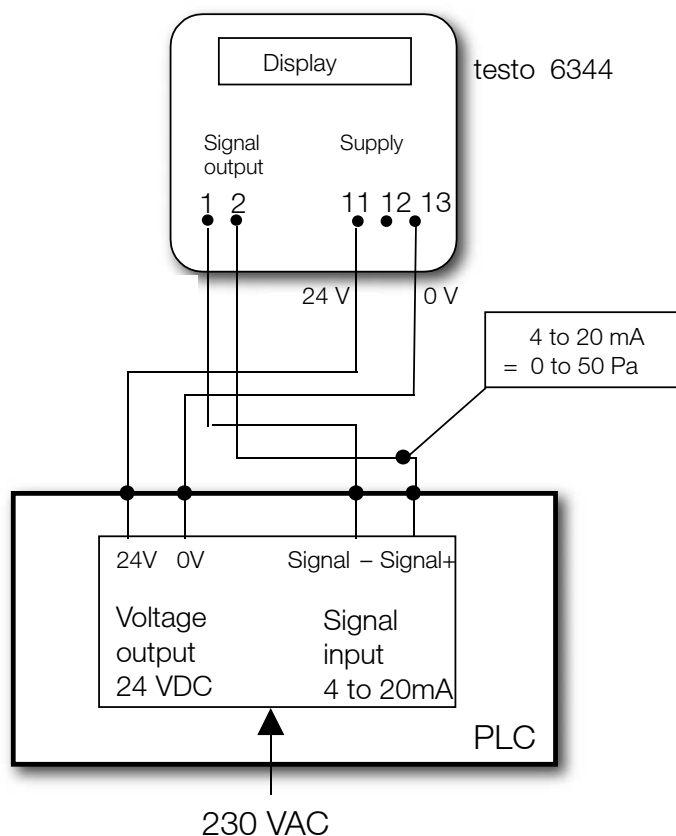 Display
testo 6344
Signal
output
Supply
1 2
11 12 13
24 V
0 V
4 to 20 mA
= 0 to 50 Pa
24V 0V
Signal – Signal+
Voltage
output
24 VDC
Signal
input
4 to 20mA
PLC
230 VAC